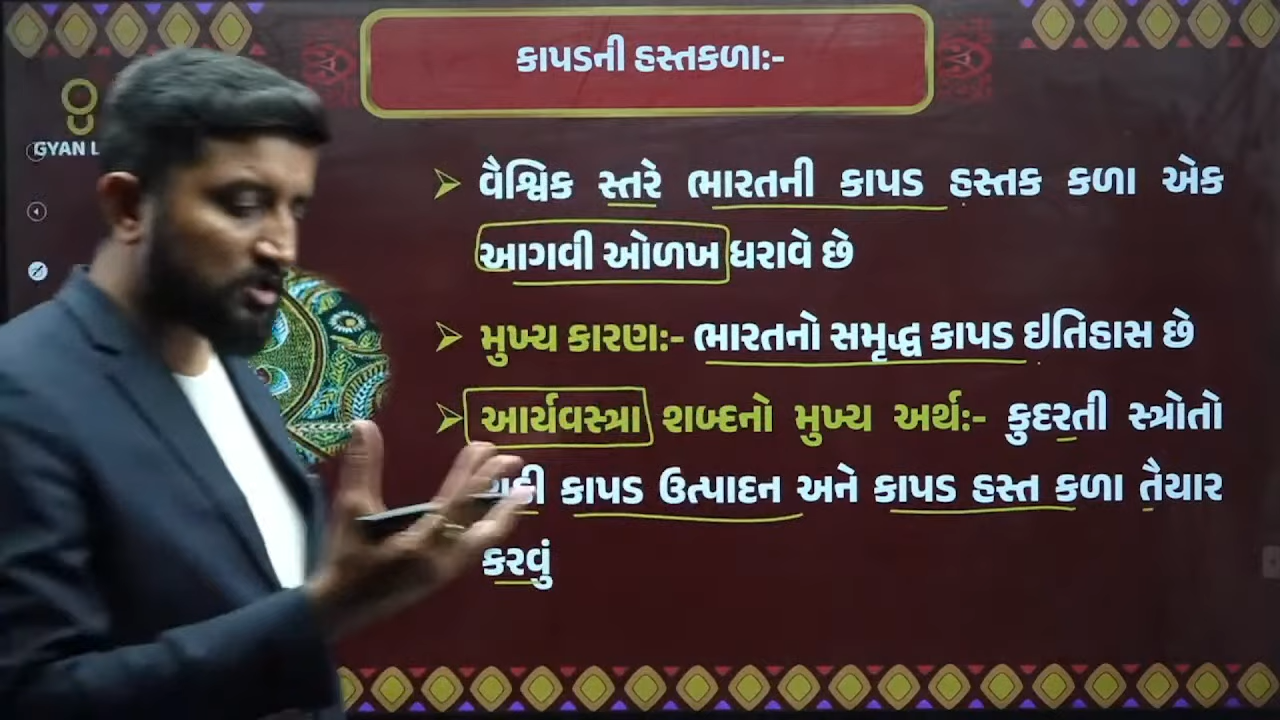 કાપડની હસ્તકળા:-
GYAN L
વૈશ્વિક સ્તરે ભારતની કાપડ હસ્તક કળા એક
આગવી ઓળખ ધરાવે છે
મુખ્ય કારણ:- ભારતનો સમૃદ્ધ કાપડ ઈતિહાસ છે
આર્યવસ્ત્રા શબ્દનો મુખ્ય અર્થ:- કુદરતી સ્ત્રોતો
કાપડ ઉત્પાદન અને કાપડ હસ્ત કળા તૈયાર
કરવું